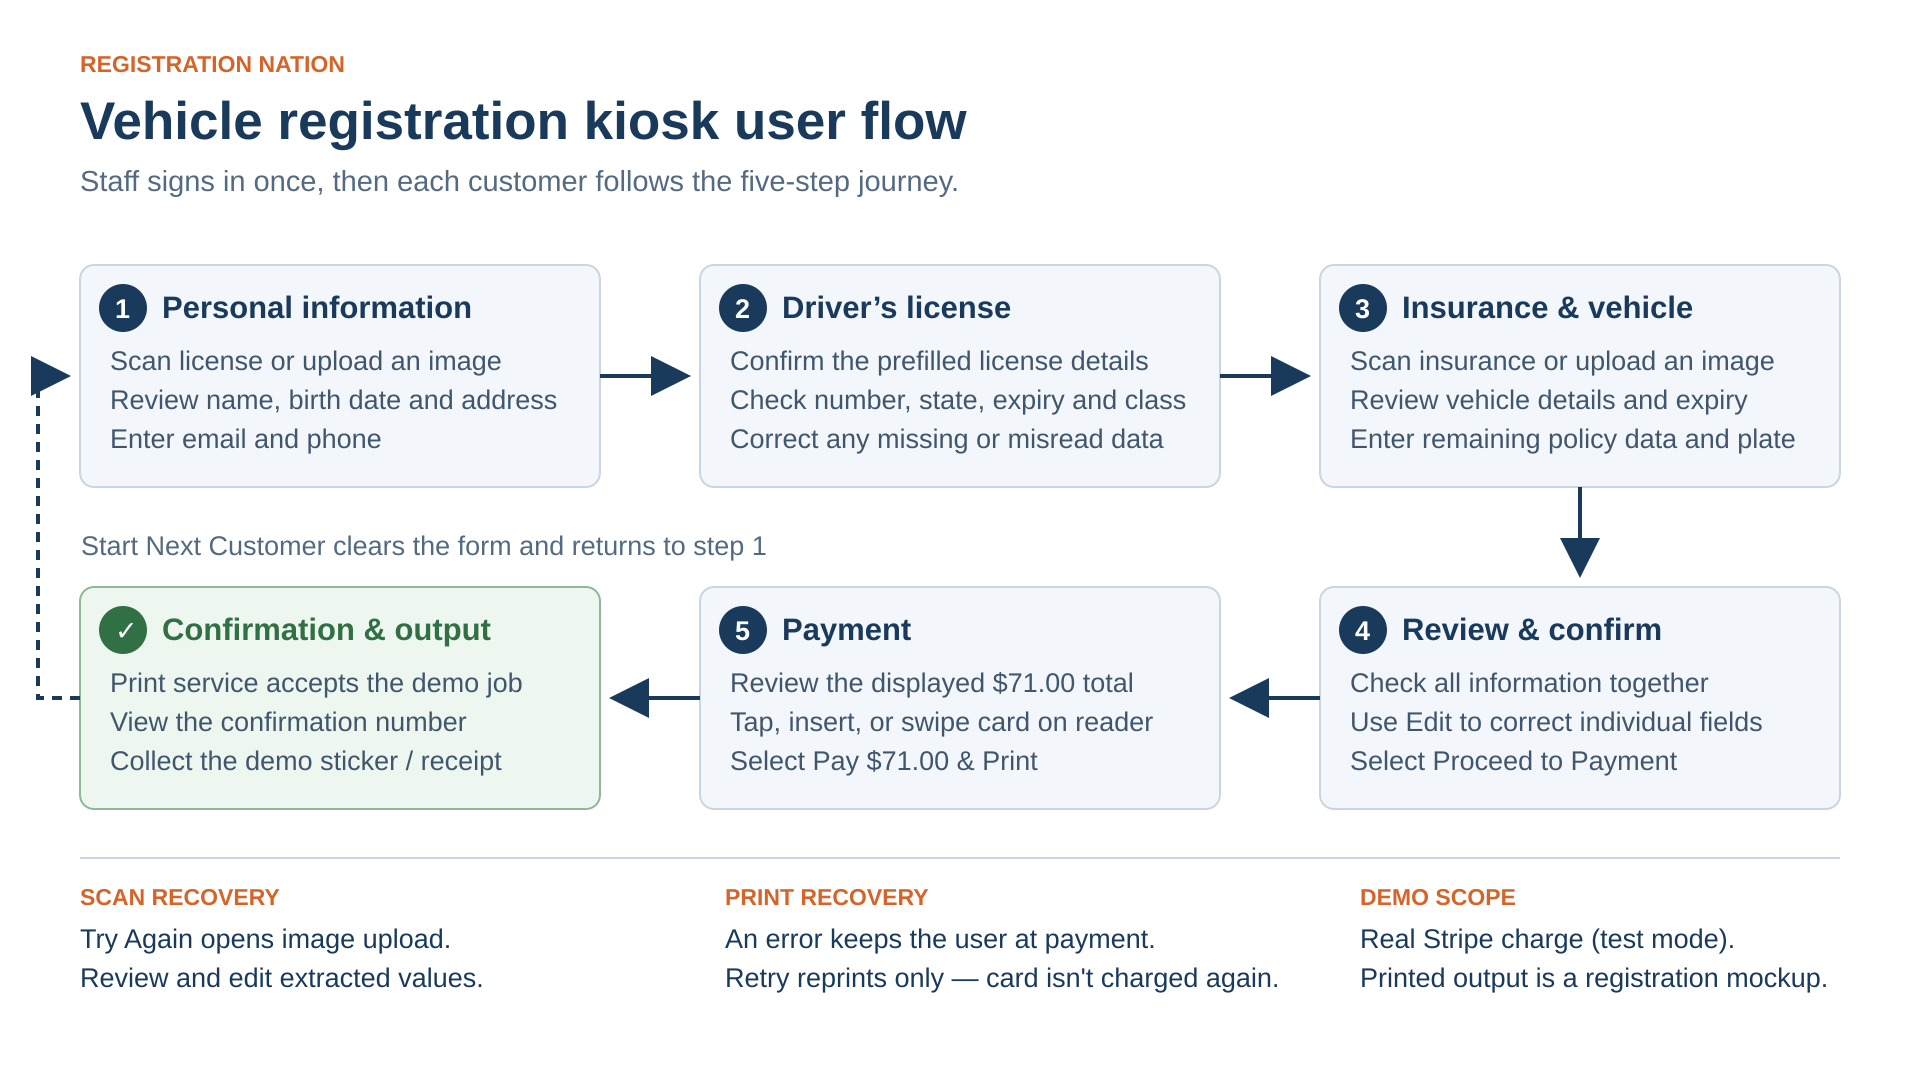 REGISTRATION NATION
Vehicle registration kiosk user flow
Staff signs in once, then each customer follows the five-step journey.
1 Personal information
Scan license or upload an image
Review name, birth date and address
Enter email and phone
2 Driver’s license
Confirm the prefilled license details
Check number, state, expiry and class
Correct any missing or misread data
3 Insurance & vehicle
Scan insurance or upload an image
Review vehicle details and expiry
Enter remaining policy data and plate
Start Next Customer clears the form and returns to step 1
✓ Confirmation & output
Print service accepts the demo job
View the confirmation number
Collect the demo sticker / receipt
5 Payment
Review the displayed $71.00 total
Tap, insert, or swipe card on reader
Select Pay $71.00 & Print
4 Review & confirm
Check all information together
Use Edit to correct individual fields
Select Proceed to Payment
SCAN RECOVERY
Try Again opens image upload.
Review and edit extracted values.
PRINT RECOVERY
An error keeps the user at payment.
Retry reprints only — card isn't charged again.
DEMO SCOPE
Real Stripe charge (test mode).
Printed output is a registration mockup.